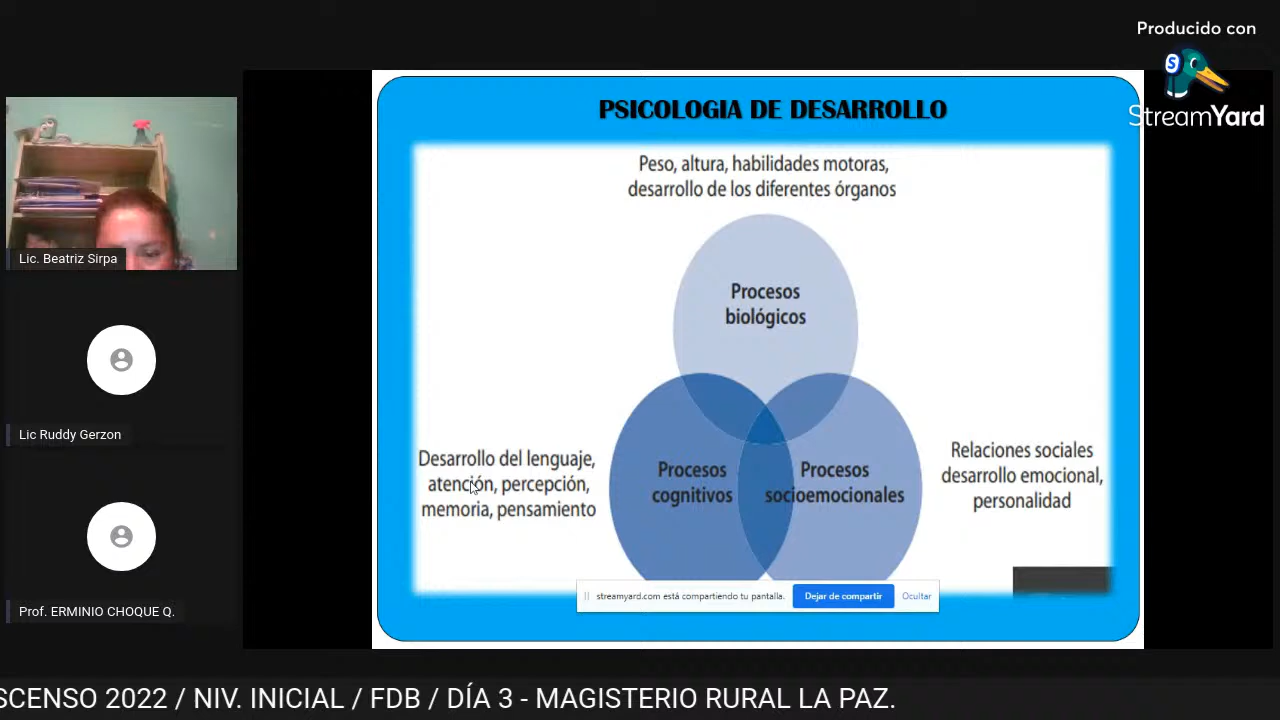 Producido con
StreamYard
PSICOLOGIA DE DESARROLLO
Peso, altura, habilidades motoras,
desarrollo de los diferentes órganos
Procesos
biológicos
Lic. Beatriz Sirpa
Lic Ruddy Gerzon
Prof. ERMINIO CHOQUE Q.
Desarrollo del lenguaje,
atención, percepción,
memoria, pensamiento
Procesos
cognitivos
Procesos
socioemocionales
Relaciones sociales
desarrollo emocional,
personalidad
streamyard.com está compartiendo tu pantalla.
Dejar de compartir
Ocultar
SCENSO 2022 / NIV. INICIAL / FDB / DÍA 3 - MAGISTERIO RURAL LA PAZ.